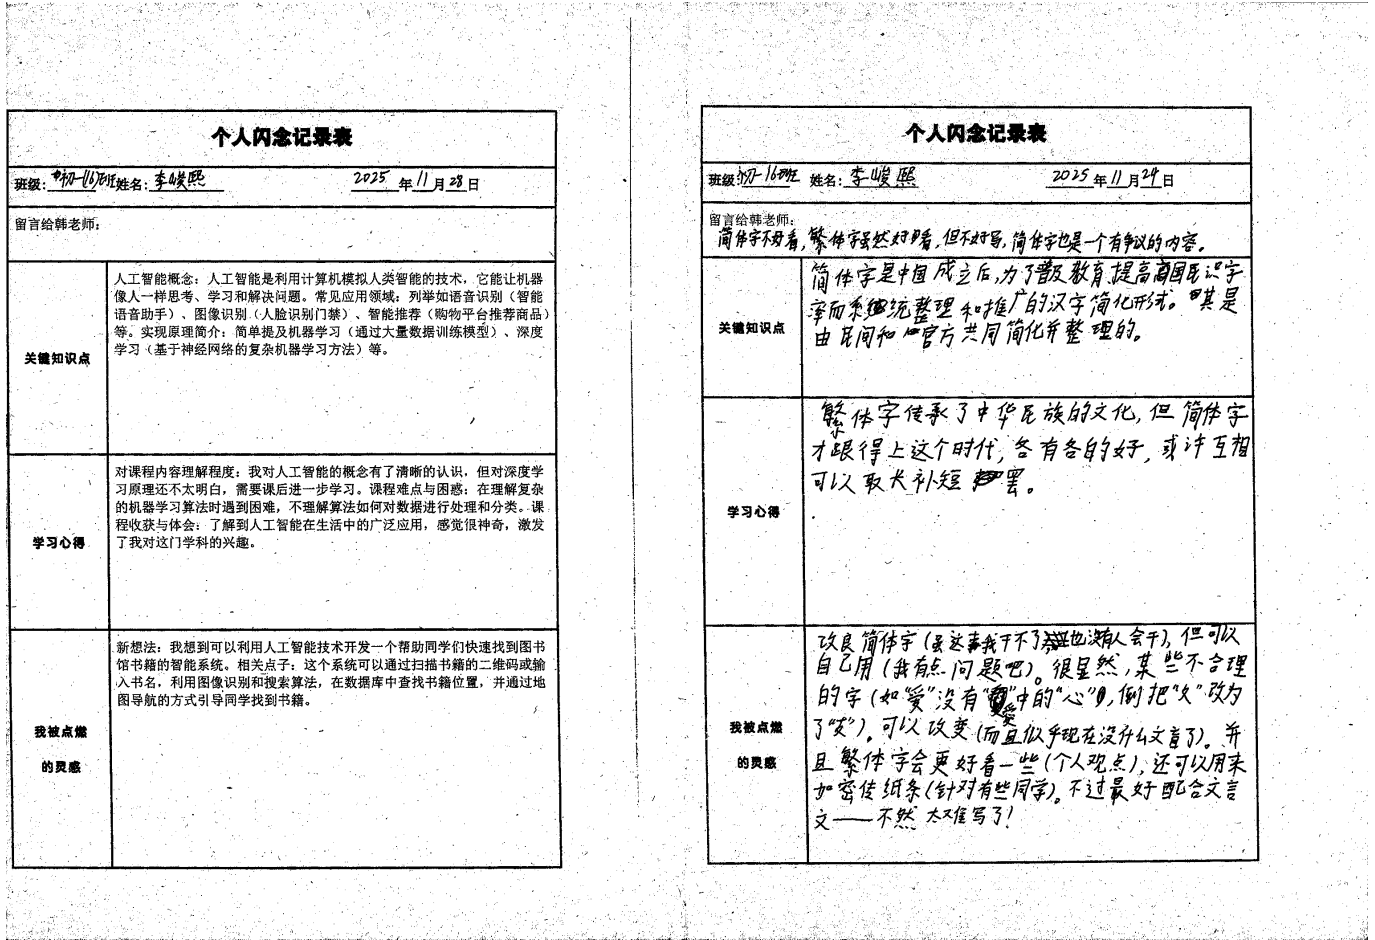 个人闪念记录表
班级：初一(16)班 姓名：李峻熙 2025 年 11 月 28 日
留言给韩老师：
关键知识点
人工智能概念：人工智能是利用计算机模拟人类智能的技术，它能让机器
像人一样思考、学习和解决问题。常见应用领域：列举如语音识别（智能
语音助手）、图像识别（人脸识别门禁）、智能推荐（购物平台推荐商品）
等。实现原理简介：简单提及机器学习（通过大量数据训练模型）、深度
学习（基于神经网络的复杂机器学习方法）等。
学习心得
对课程内容理解程度：我对人工智能的概念有了清晰的认识，但对深度学
习原理还不太明白，需要课后进一步学习。课程难点与困惑：在理解复杂
的机器学习算法时遇到困难，不理解算法如何对数据进行处理和分类。课
程收获与体会：了解到人工智能在生活中的广泛应用，感觉很神奇，激发
了我对这门学科的兴趣。
我被点燃
的灵感
新想法：我想到可以利用人工智能技术开发一个帮助同学们快速找到图书
馆书籍的智能系统。相关点子：这个系统可以通过扫描书籍的二维码或输
入书名，利用图像识别和搜索算法，在数据库中查找书籍位置，并通过地
图导航的方式引导同学找到书籍。
个人闪念记录表
班级：初一16班 姓名：李峻熙 2025 年 11 月 24 日
留言给韩老师：
简体字不好看，繁体字虽然好看，但不好写，简体字也是一个有争议的内容。
关键知识点
简体字是中国成立后，为了普及教育，提高国民识字
率而系统整理和推广的汉字简化形式。其是
由民间和官方共同简化并整理的。
学习心得
繁体字传承了中华民族的文化，但简体字
才跟得上这个时代，各有各的好，或许互相
可以取长补短罢。
我被点燃
的灵感
改良简体字（虽这事我干不了也没有人会干），但可以
自己用（我有点问题吧）。很显然，某些不合理
的字（如“爱”没有“愛”中的“心”，倒把“夂”改为
了“友”）。可以改变（而且似乎现在没什么文盲了）。并
且繁体字会更好看一些（个人观点），还可以用来
加密传纸条（针对有些同学）。不过最好配合文言
文——不然太难写了！